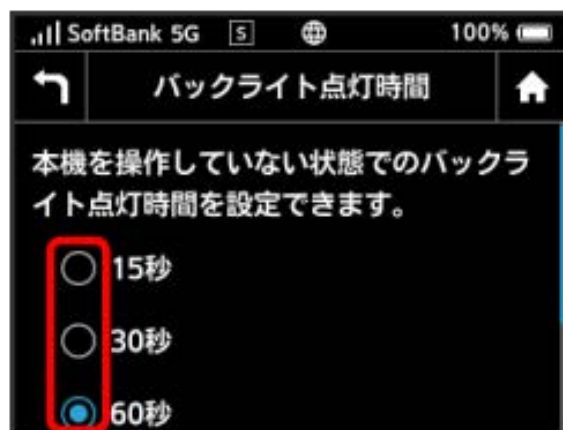 SoftBank 5G S 100%
バックライト点灯時間
本機を操作していない状態でのバックラ
イト点灯時間を設定できます。
15秒
30秒
60秒